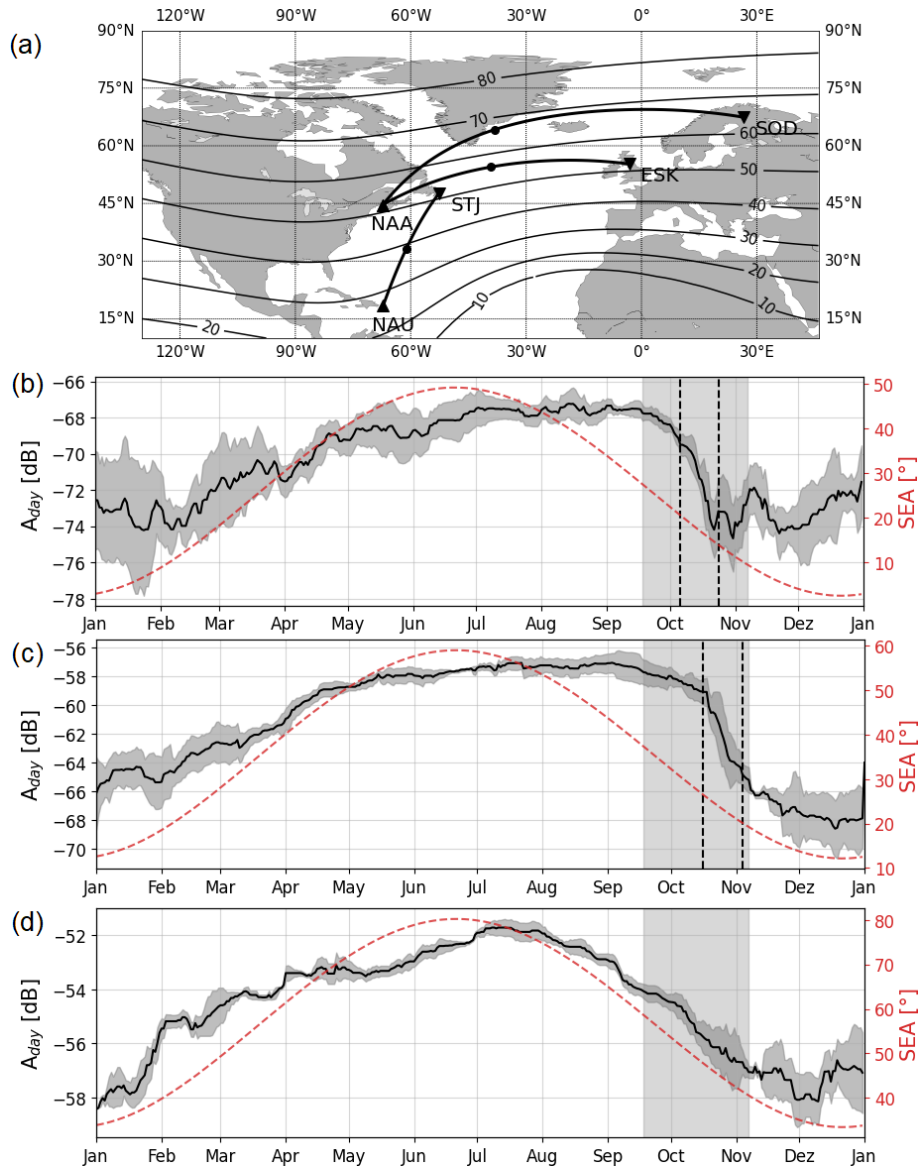 120°W 90°W 60°W 30°W 0° 30°E
(a)
90°N 90°N
75°N 75°N
60°N 60°N
45°N 45°N
30°N 30°N
15°N 15°N
80
70
60
50
40
30
20
10
10
20
SOD
ESK
STJ
NAA
NAU
120°W 90°W 60°W 30°W 0° 30°E
(b)
A_day [dB]
−66
−68
−70
−72
−74
−76
−78
SEA [°]
50
40
30
20
10
Jan Feb Mar Apr May Jun Jul Aug Sep Oct Nov Dez Jan
(c)
A_day [dB]
−56
−58
−60
−62
−64
−66
−68
−70
SEA [°]
60
50
40
30
20
10
Jan Feb Mar Apr May Jun Jul Aug Sep Oct Nov Dez Jan
(d)
A_day [dB]
−52
−54
−56
−58
SEA [°]
80
70
60
50
40
Jan Feb Mar Apr May Jun Jul Aug Sep Oct Nov Dez Jan